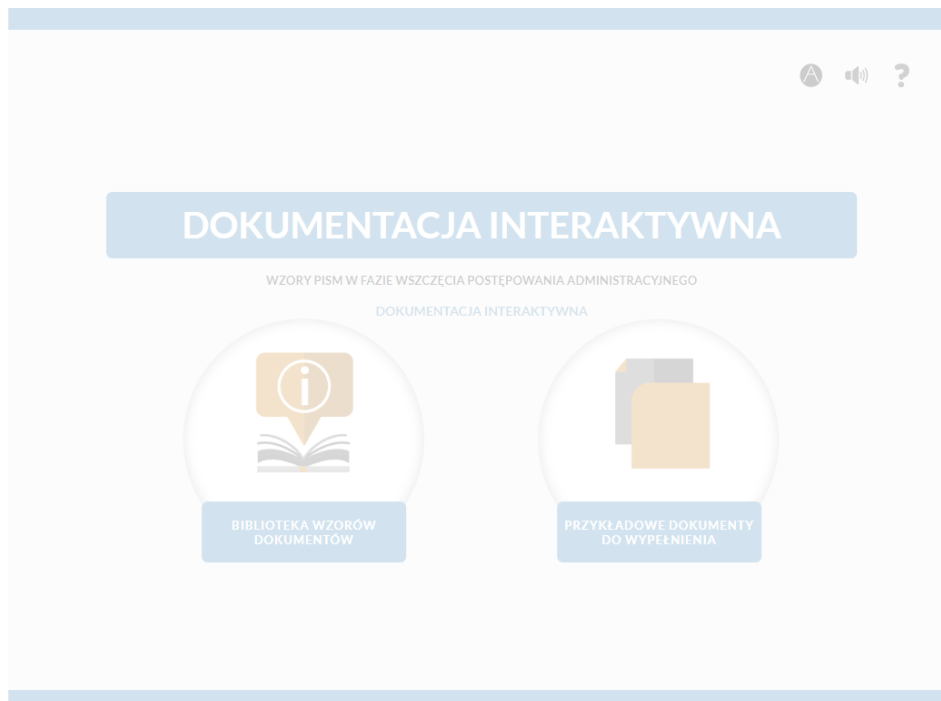 DOKUMENTACJA INTERAKTYWNA
WZORY PISM W FAZIE WSZCZĘCIA POSTĘPOWANIA ADMINISTRACYJNEGO
DOKUMENTACJA INTERAKTYWNA
BIBLIOTEKA WZORÓW
DOKUMENTÓW
PRZYKŁADOWE DOKUMENTY
DO WYPEŁNIENIA